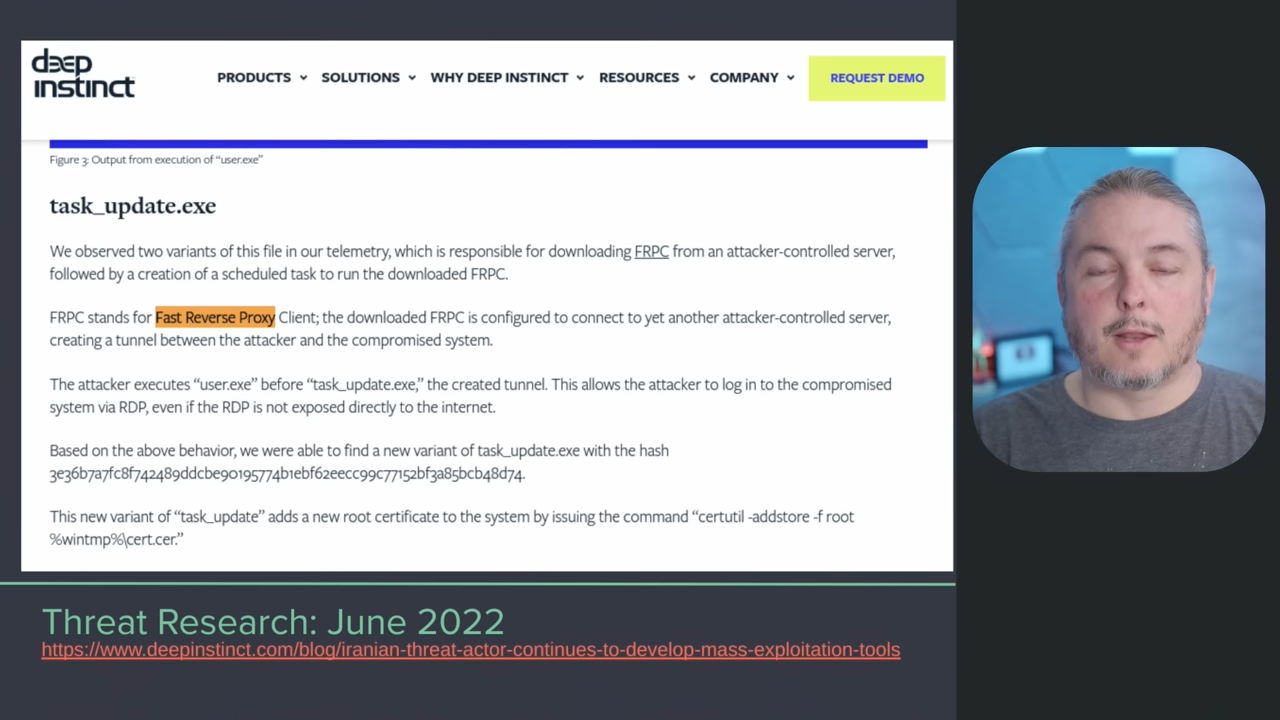 deep
instinct
PRODUCTS SOLUTIONS WHY DEEP INSTINCT RESOURCES COMPANY REQUEST DEMO
Figure 3: Output from execution of “user.exe”
task_update.exe
We observed two variants of this file in our telemetry, which is responsible for downloading FRPC from an attacker-controlled server,
followed by a creation of a scheduled task to run the downloaded FRPC.
FRPC stands for Fast Reverse Proxy Client; the downloaded FRPC is configured to connect to yet another attacker-controlled server,
creating a tunnel between the attacker and the compromised system.
The attacker executes “user.exe” before “task_update.exe,” the created tunnel. This allows the attacker to log in to the compromised
system via RDP, even if the RDP is not exposed directly to the internet.
Based on the above behavior, we were able to find a new variant of task_update.exe with the hash
3e36b7a7fc8f742489ddcbe90195774b1ebf62eecc99c77152bf3a85bcb48d74.
This new variant of “task_update” adds a new root certificate to the system by issuing the command “certutil -addstore -f root
%wintmp%\cert.cer.”
Threat Research: June 2022
https://www.deepinstinct.com/blog/iranian-threat-actor-continues-to-develop-mass-exploitation-tools